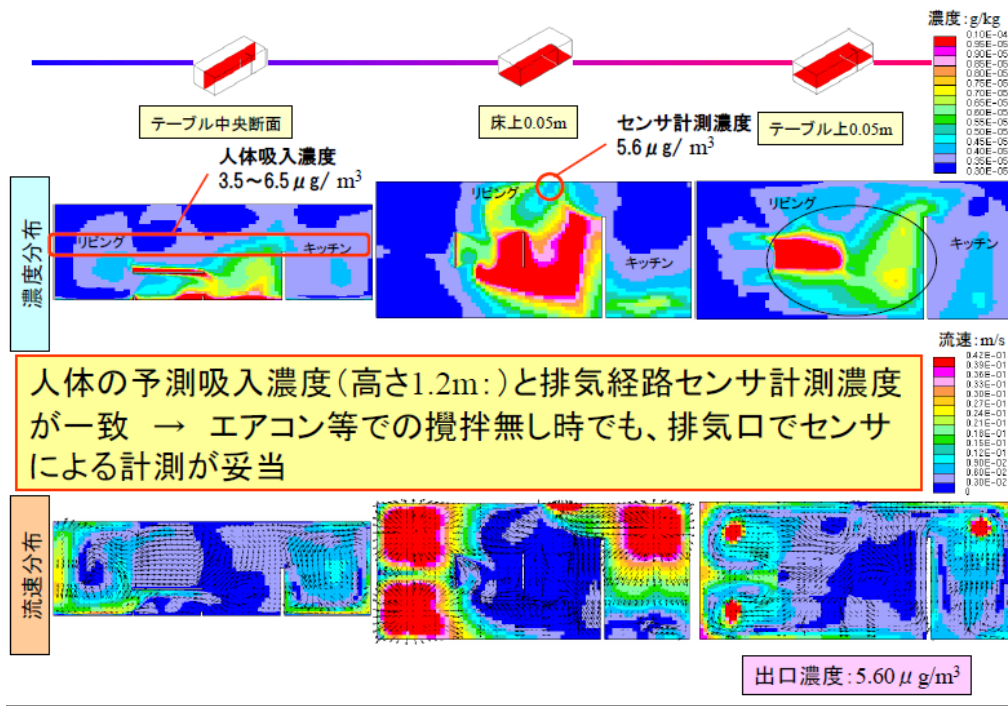 濃度:g/kg
0.10E-04
0.95E-05
0.90E-05
0.85E-05
0.80E-05
0.75E-05
0.70E-05
0.65E-05
0.60E-05
0.55E-05
0.50E-05
0.45E-05
0.40E-05
0.35E-05
0.30E-05
テーブル中央断面
床上0.05m
テーブル上0.05m
人体吸入濃度
3.5～6.5μg/ m³
センサ計測濃度
5.6μg/ m³
濃度分布
リビング
キッチン
リビング
キッチン
リビング
キッチン
流速:m/s
0.42E-01
0.39E-01
0.36E-01
0.33E-01
0.30E-01
0.27E-01
0.24E-01
0.21E-01
0.18E-01
0.15E-01
0.12E-01
0.90E-02
0.60E-02
0.30E-02
0
人体の予測吸入濃度(高さ1.2m:)と排気経路センサ計測濃度
が一致 → エアコン等での攪拌無し時でも、排気口でセンサ
による計測が妥当
流速分布
出口濃度:5.60μg/m³